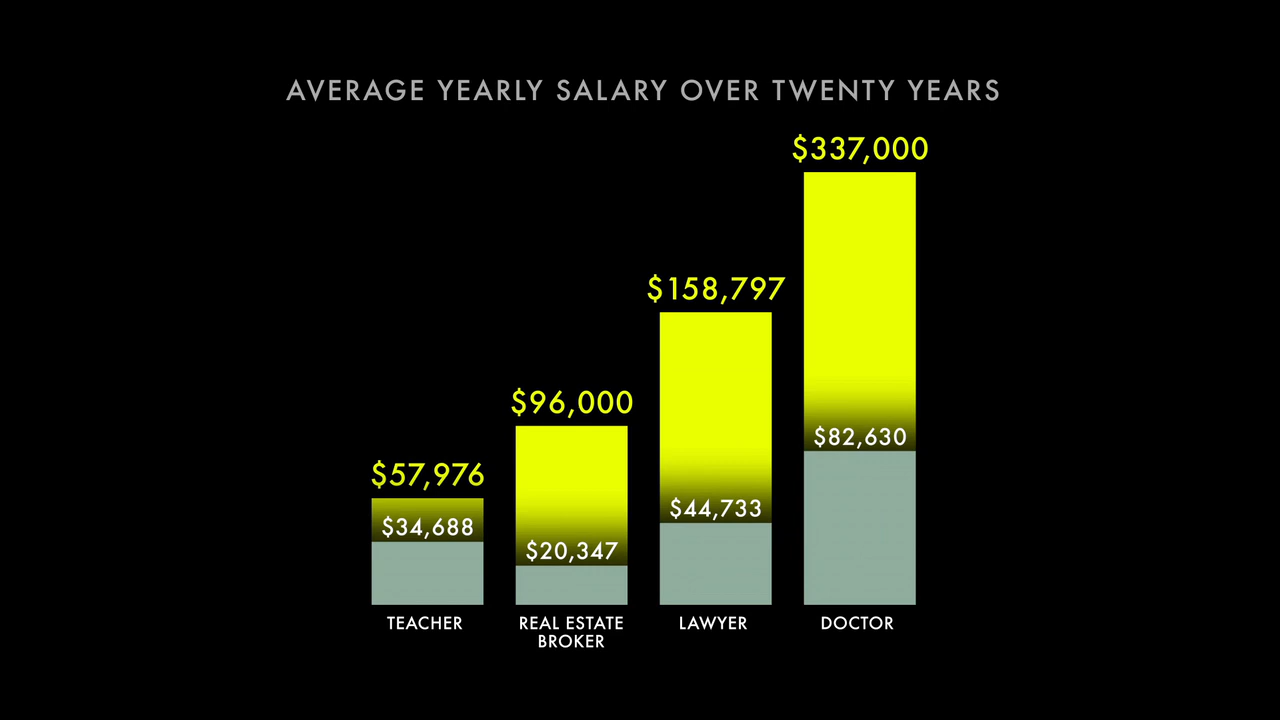 AVERAGE YEARLY SALARY OVER TWENTY YEARS
$337,000
$158,797
$96,000
$82,630
$57,976
$44,733
$34,688
$20,347
TEACHER
REAL ESTATE
BROKER
LAWYER
DOCTOR